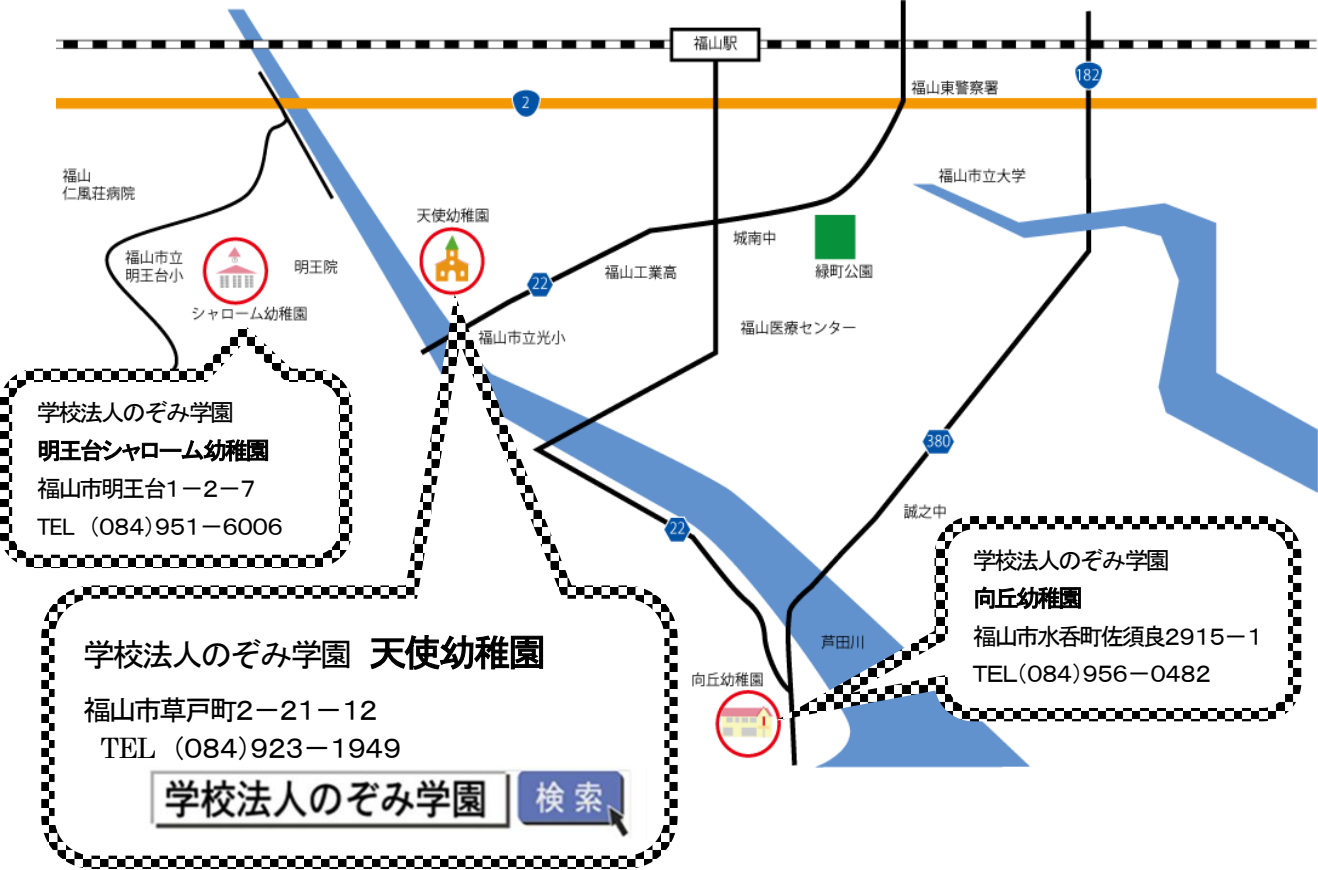 福山駅
182
2
福山東警察署
福山
仁風荘病院
福山市立大学
天使幼稚園
城南中
福山市立
明王台小
明王院
22
福山工業高
緑町公園
シャローム幼稚園
福山市立光小
福山医療センター
学校法人のぞみ学園
明王台シャローム幼稚園
福山市明王台1－2－7
TEL （084）951－6006
380
22
誠之中
学校法人のぞみ学園
向丘幼稚園
福山市水呑町佐須良2915－1
TEL（084）956－0482
芦田川
向丘幼稚園
学校法人のぞみ学園 天使幼稚園
福山市草戸町2－21－12
TEL （084）923－1949
学校法人のぞみ学園 検索